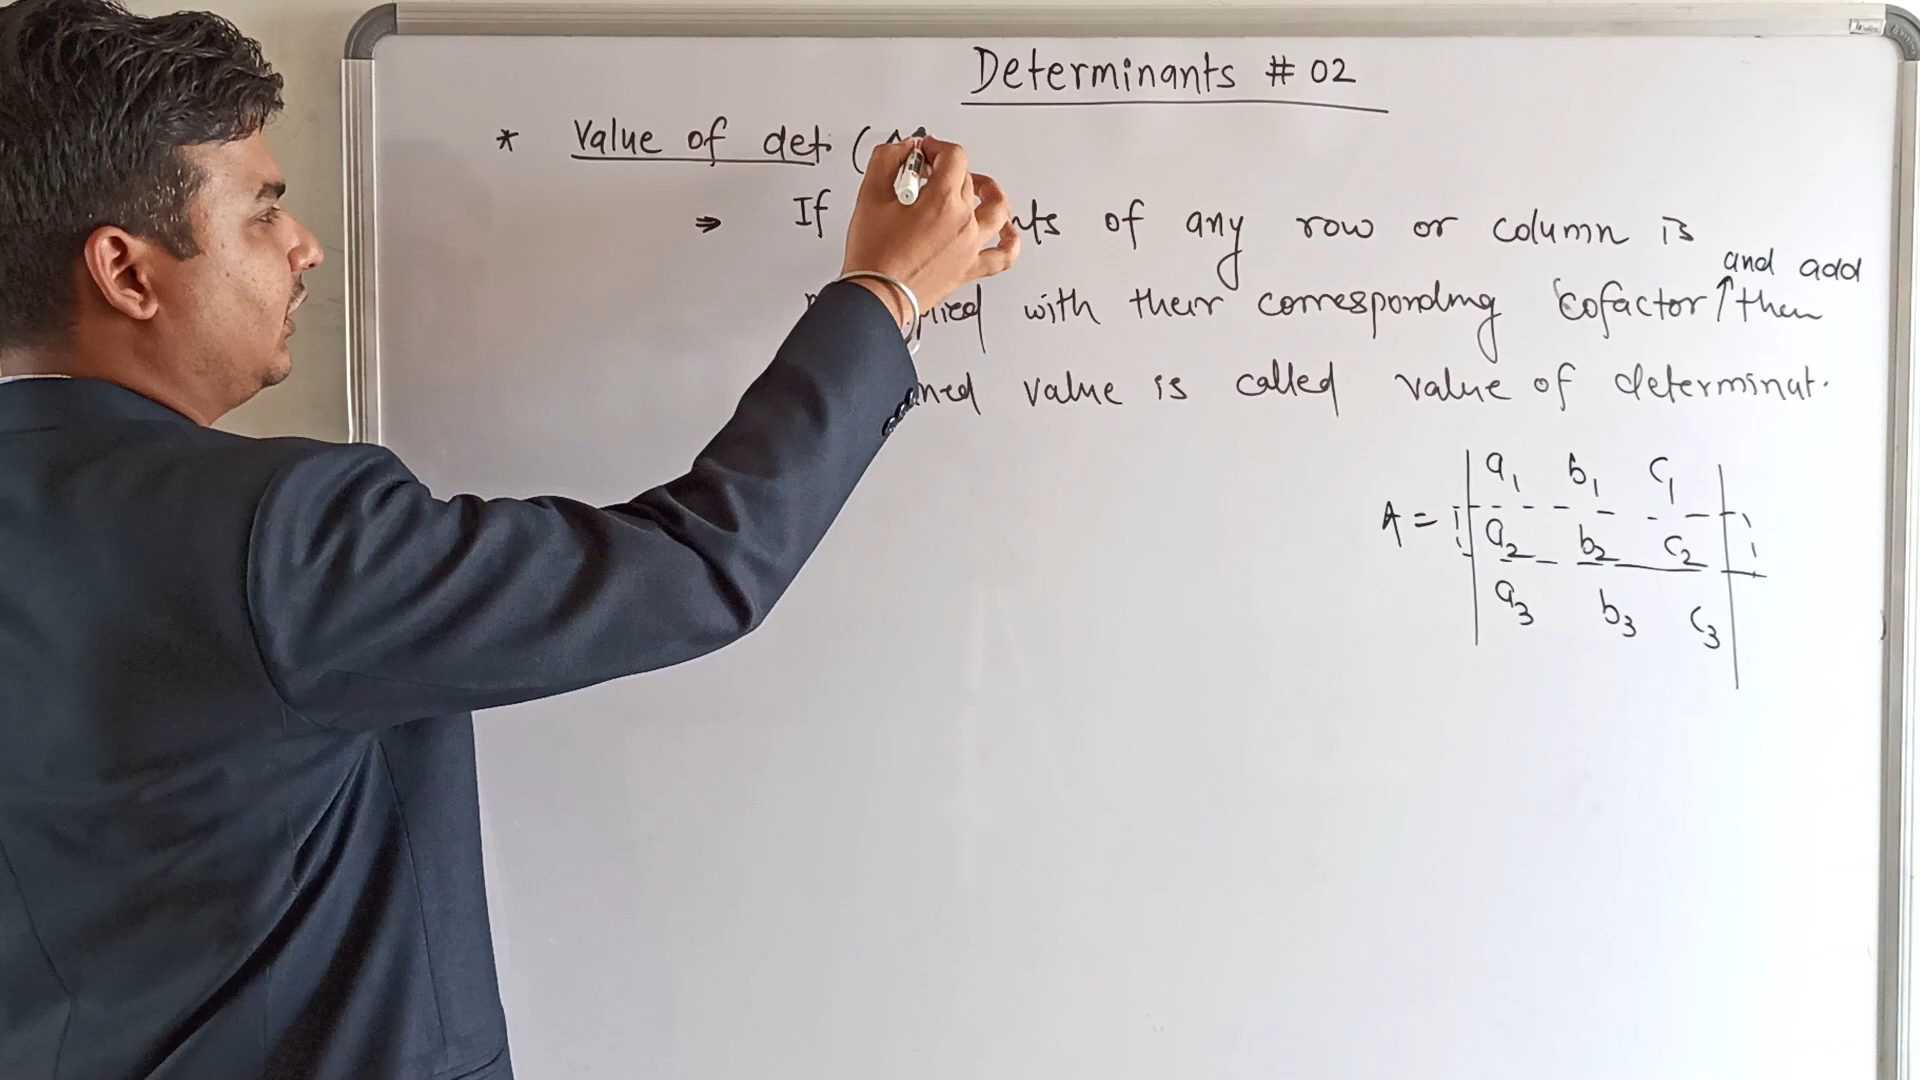 Determinants # 02
* Value of det. (
⇒ If of any row or column is
and add
with their corresponding cofactor ↑ then
value is called value of determinat.
a1 b1 c1
A = a2 b2 c2
a3 b3 c3